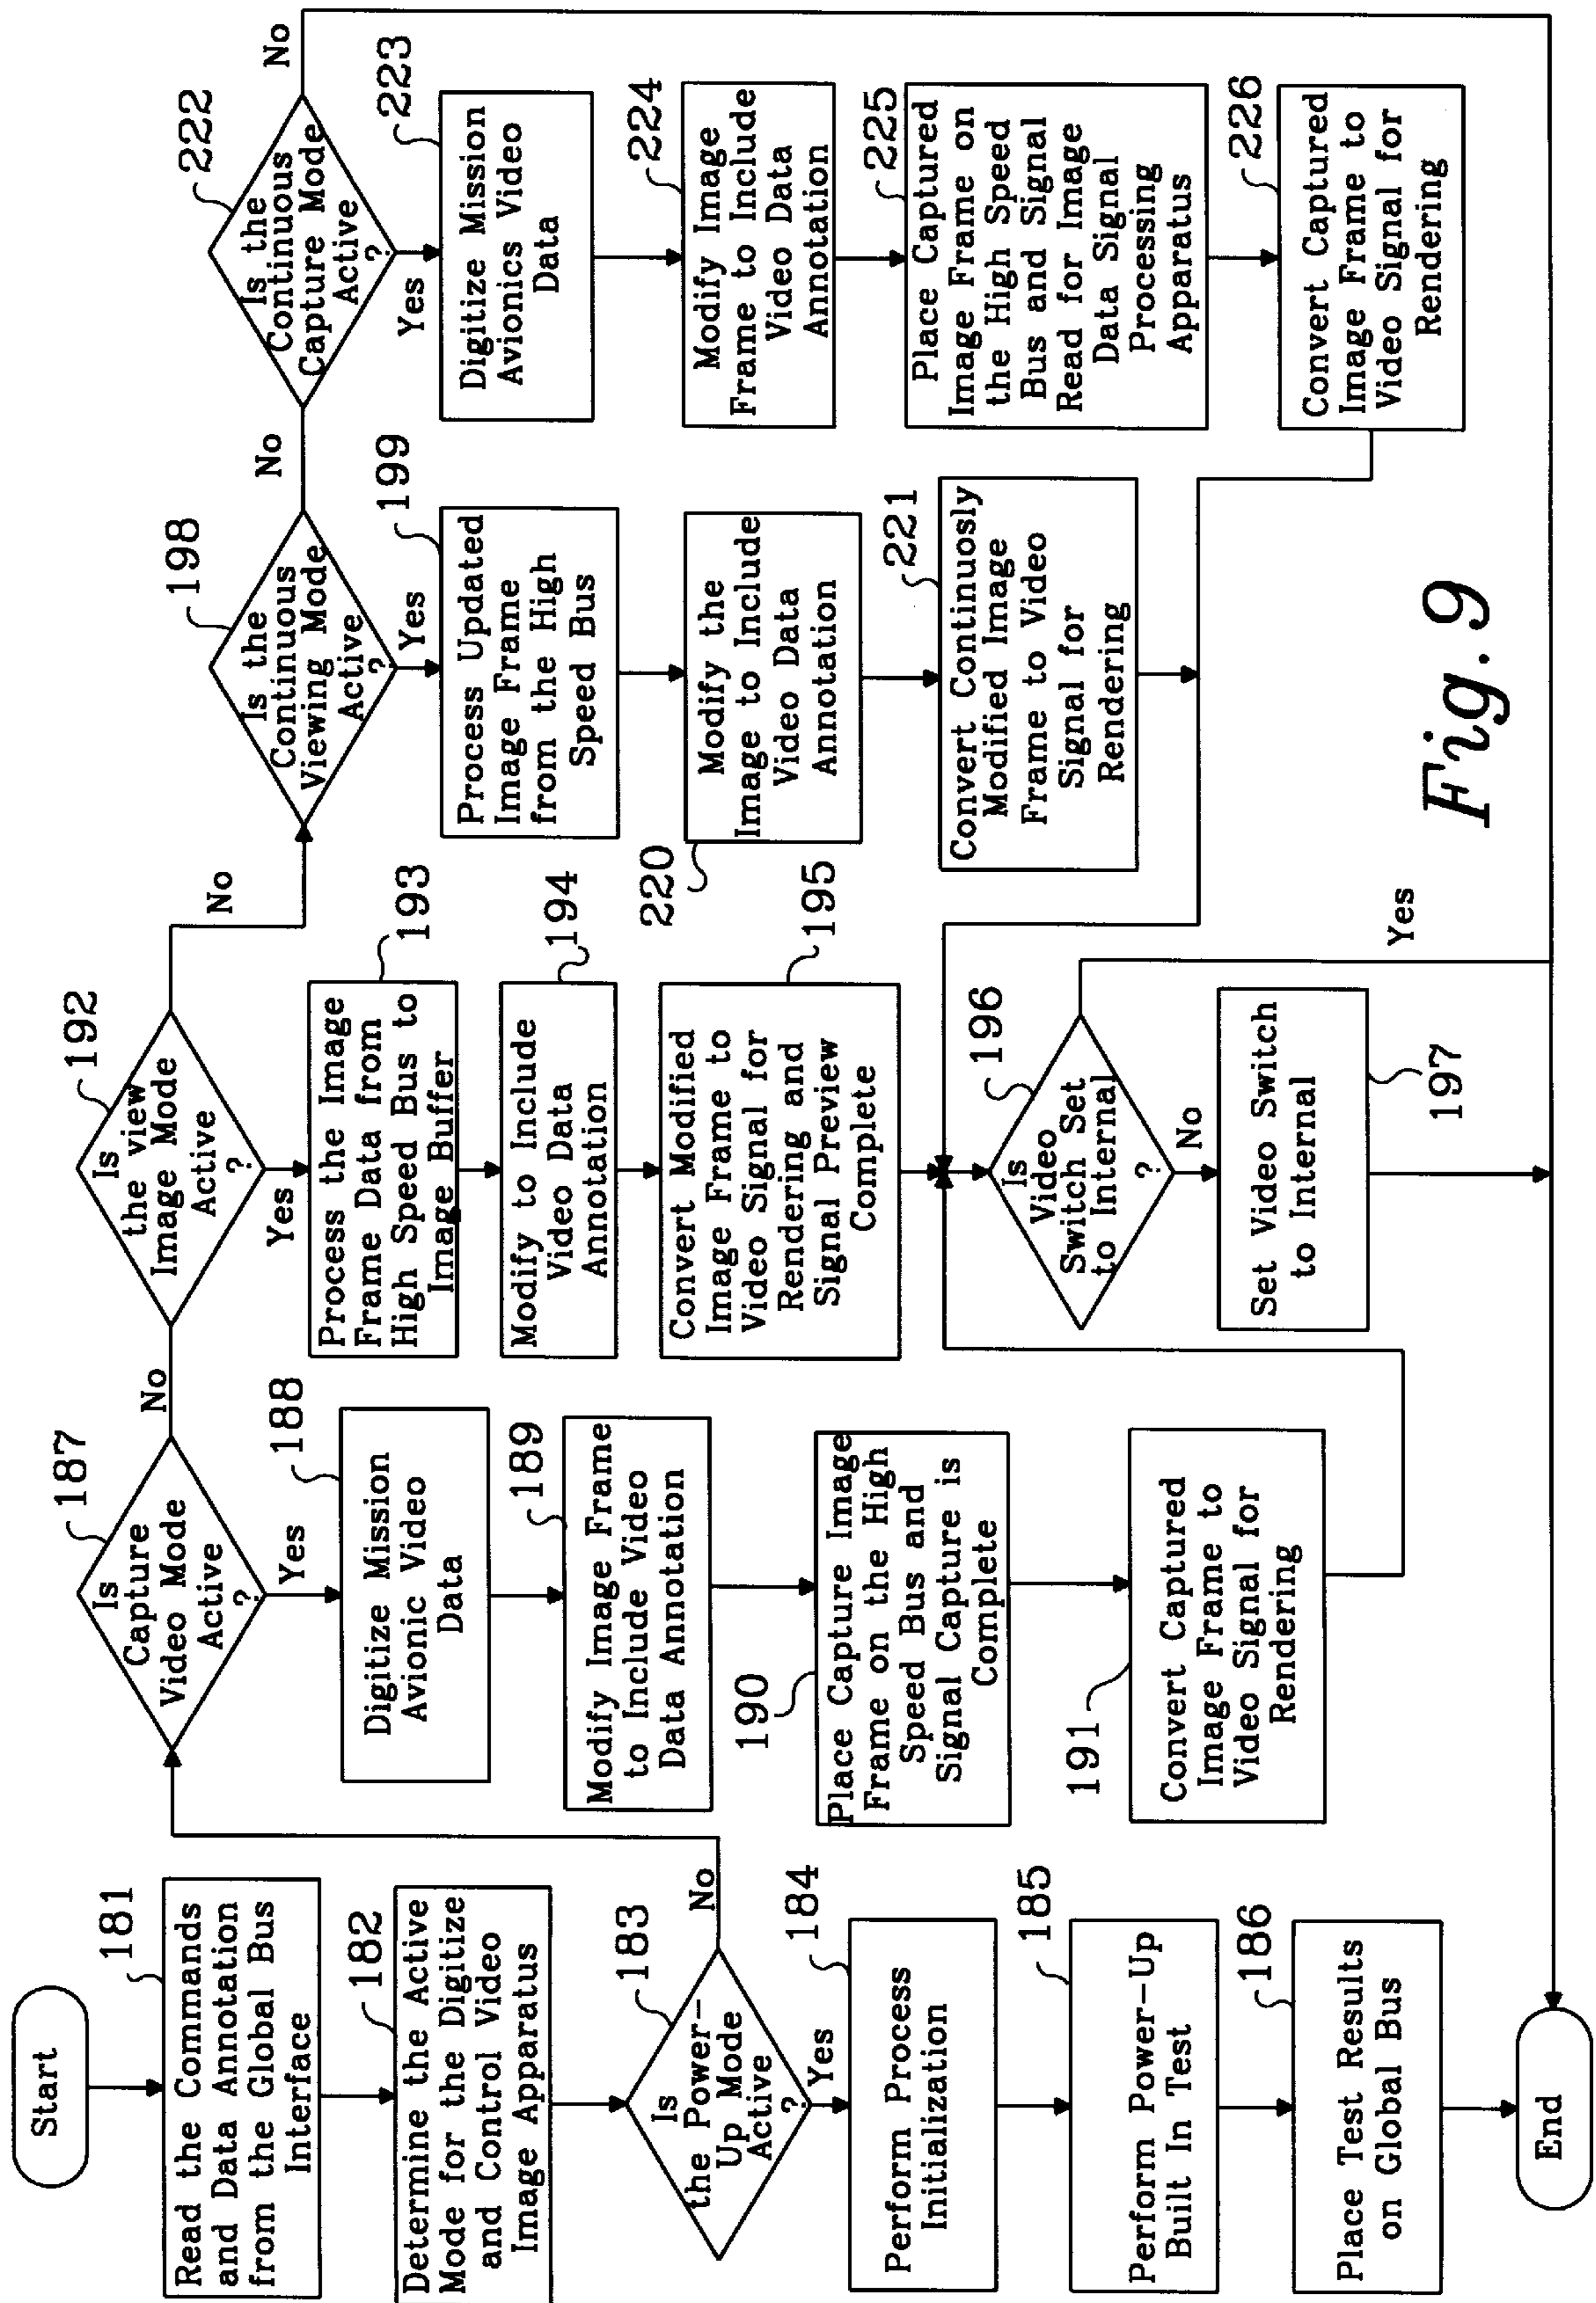 Start
181
Read the Commands
and Data Annotation
from the Global Bus
Interface
182
Determine the Active
Mode for the Digitize
and Control Video
Image Apparatus
183
Is
the Power-
Up Mode
Active
?
No
Yes
184
Perform Process
Initialization
185
Perform Power-Up
Built In Test
186
Place Test Results
on Global Bus
End
187
Is
Capture
Video Mode
Active
?
No
Yes
188
Digitize Mission
Avionic Video
Data
189
Modify Image Frame
to Include Video
Data Annotation
190
Place Capture Image
Frame on the High
Speed Bus and
Signal Capture is
Complete
191
Convert Captured
Image Frame to
Video Signal for
Rendering
192
Is
the view
Image Mode
Active
?
No
Yes
193
Process the Image
Frame Data from
High Speed Bus to
Image Buffer
194
Modify to Include
Video Data
Annotation
195
Convert Modified
Image Frame to
Video Signal for
Rendering and
Signal Preview
Complete
196
Is
Video
Switch Set
to Internal
?
Yes
No
197
Set Video Switch
to Internal
198
Is the
Continuous
Viewing Mode
Active
?
No
Yes
199
Process Updated
Image Frame
from the High
Speed Bus
220
Modify the
Image to Include
Video Data
Annotation
221
Convert Continuosly
Modified Image
Frame to Video
Signal for
Rendering
222
Is the
Continuous
Capture Mode
Active
?
No
Yes
223
Digitize Mission
Avionics Video
Data
224
Modify Image
Frame to Include
Video Data
Annotation
225
Place Captured
Image Frame on
the High Speed
Bus and Signal
Read for Image
Data Signal
Processing
Apparatus
226
Convert Captured
Image Frame to
Video Signal for
Rendering
Fig. 9